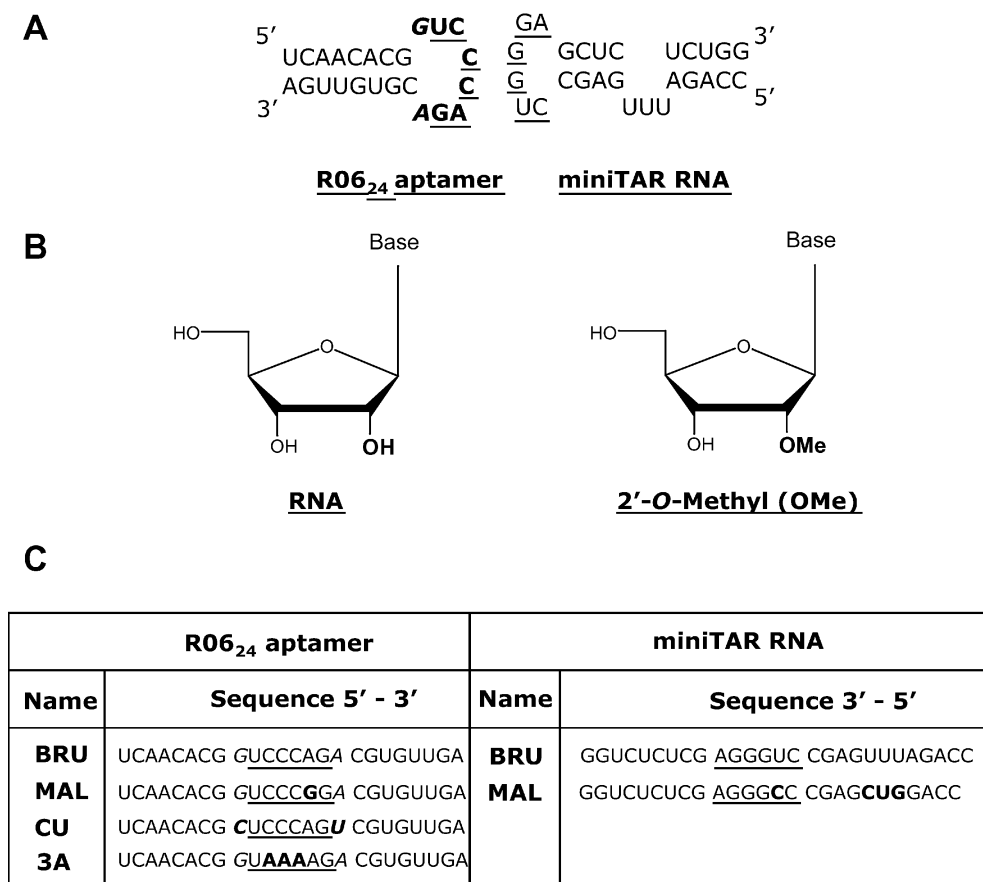 A
5′ GUC GA 3′
UCAACACG C G GCUC UCUGG
AGUUGUGC C G CGAG AGACC
3′ AGA UC UUU 5′
R06₂₄ aptamer miniTAR RNA
B
Base Base
HO O HO O
OH OH OH OMe
RNA 2′-O-Methyl (OMe)
C
R06₂₄ aptamer miniTAR RNA
Name Sequence 5′ - 3′ Name Sequence 3′ - 5′
BRU UCAACACG GUCCCAGA CGUGUUGA BRU GGUCUCUCG AGGGUC CGAGUUUAGACC
MAL UCAACACG GUCCCGGA CGUGUUGA MAL GGUCUCUCG AGGGCC CGAGCUGGACC
CU UCAACACG CUCCCAGU CGUGUUGA
3A UCAACACG GUAAAAGA CGUGUUGA